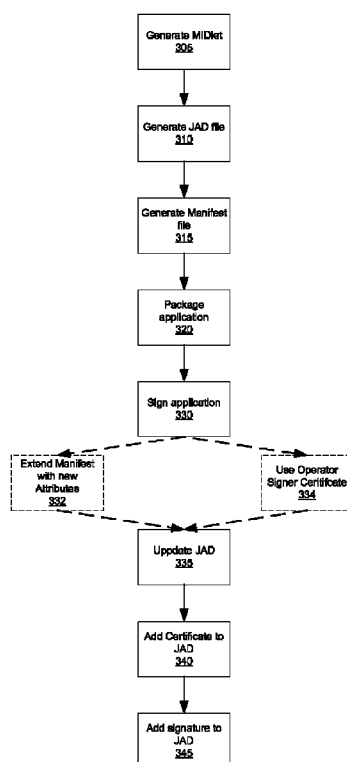 Generate MIDlet
305
Generate JAD file
310
Generate Manifest
file
315
Package
application
320
Sign application
330
Extend Manifest
with new
Attributes
332
Use Operator
Signer Ceritifcate
334
Uppdate JAD
335
Add Certificate to
JAD
340
Add signature to
JAD
345